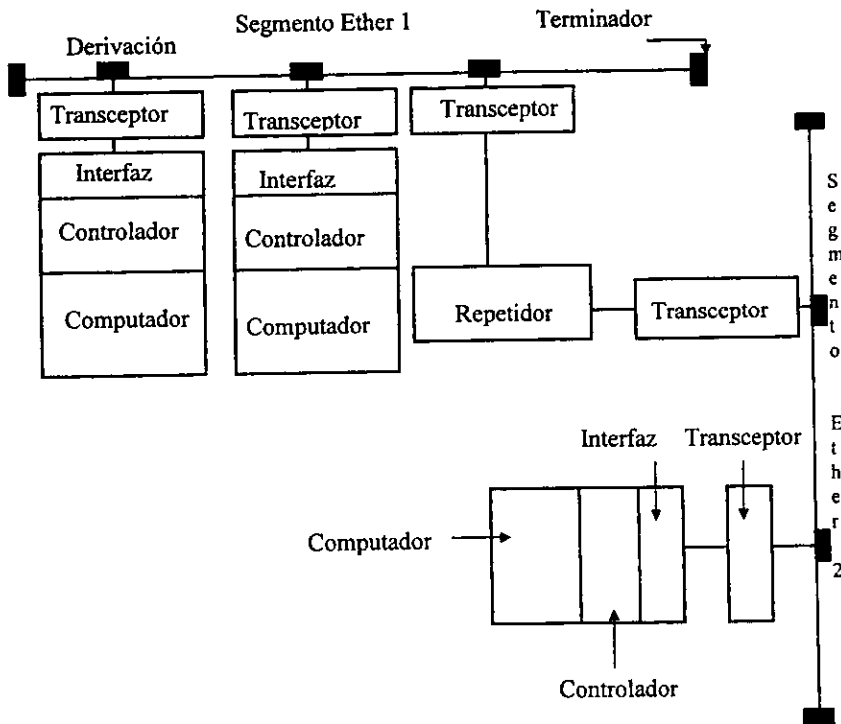 Segmento Ether 1
Terminador
Derivación
Transceptor
Transceptor
Transceptor
Interfaz
Interfaz
Controlador
Controlador
Computador
Computador
Repetidor
Transceptor
Segmento Ether 2
Interfaz
Transceptor
Computador
Controlador